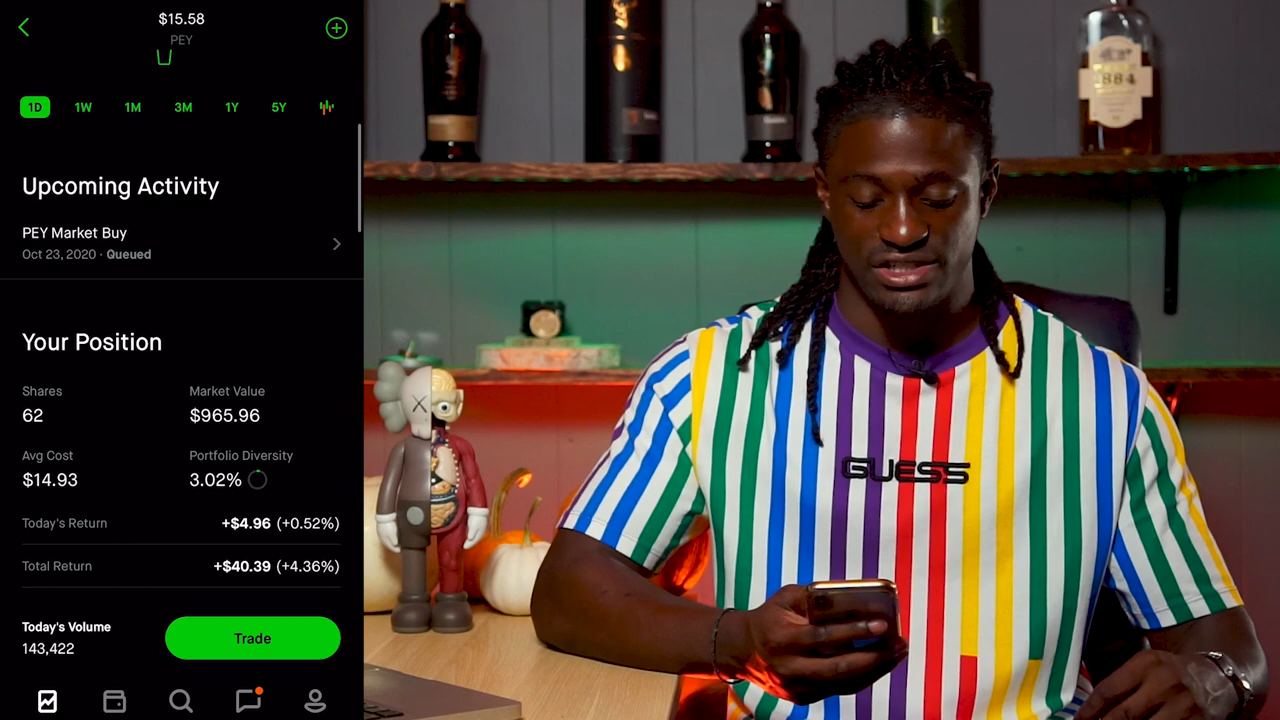 $15.58
PEY
1D 1W 1M 3M 1Y 5Y
Upcoming Activity
PEY Market Buy
Oct 23, 2020 · Queued
Your Position
Shares Market Value
62 $965.96
Avg Cost Portfolio Diversity
$14.93 3.02%
Today's Return +$4.96 (+0.52%)
Total Return +$40.39 (+4.36%)
Today's Volume
143,422
Trade
1884
GUESS